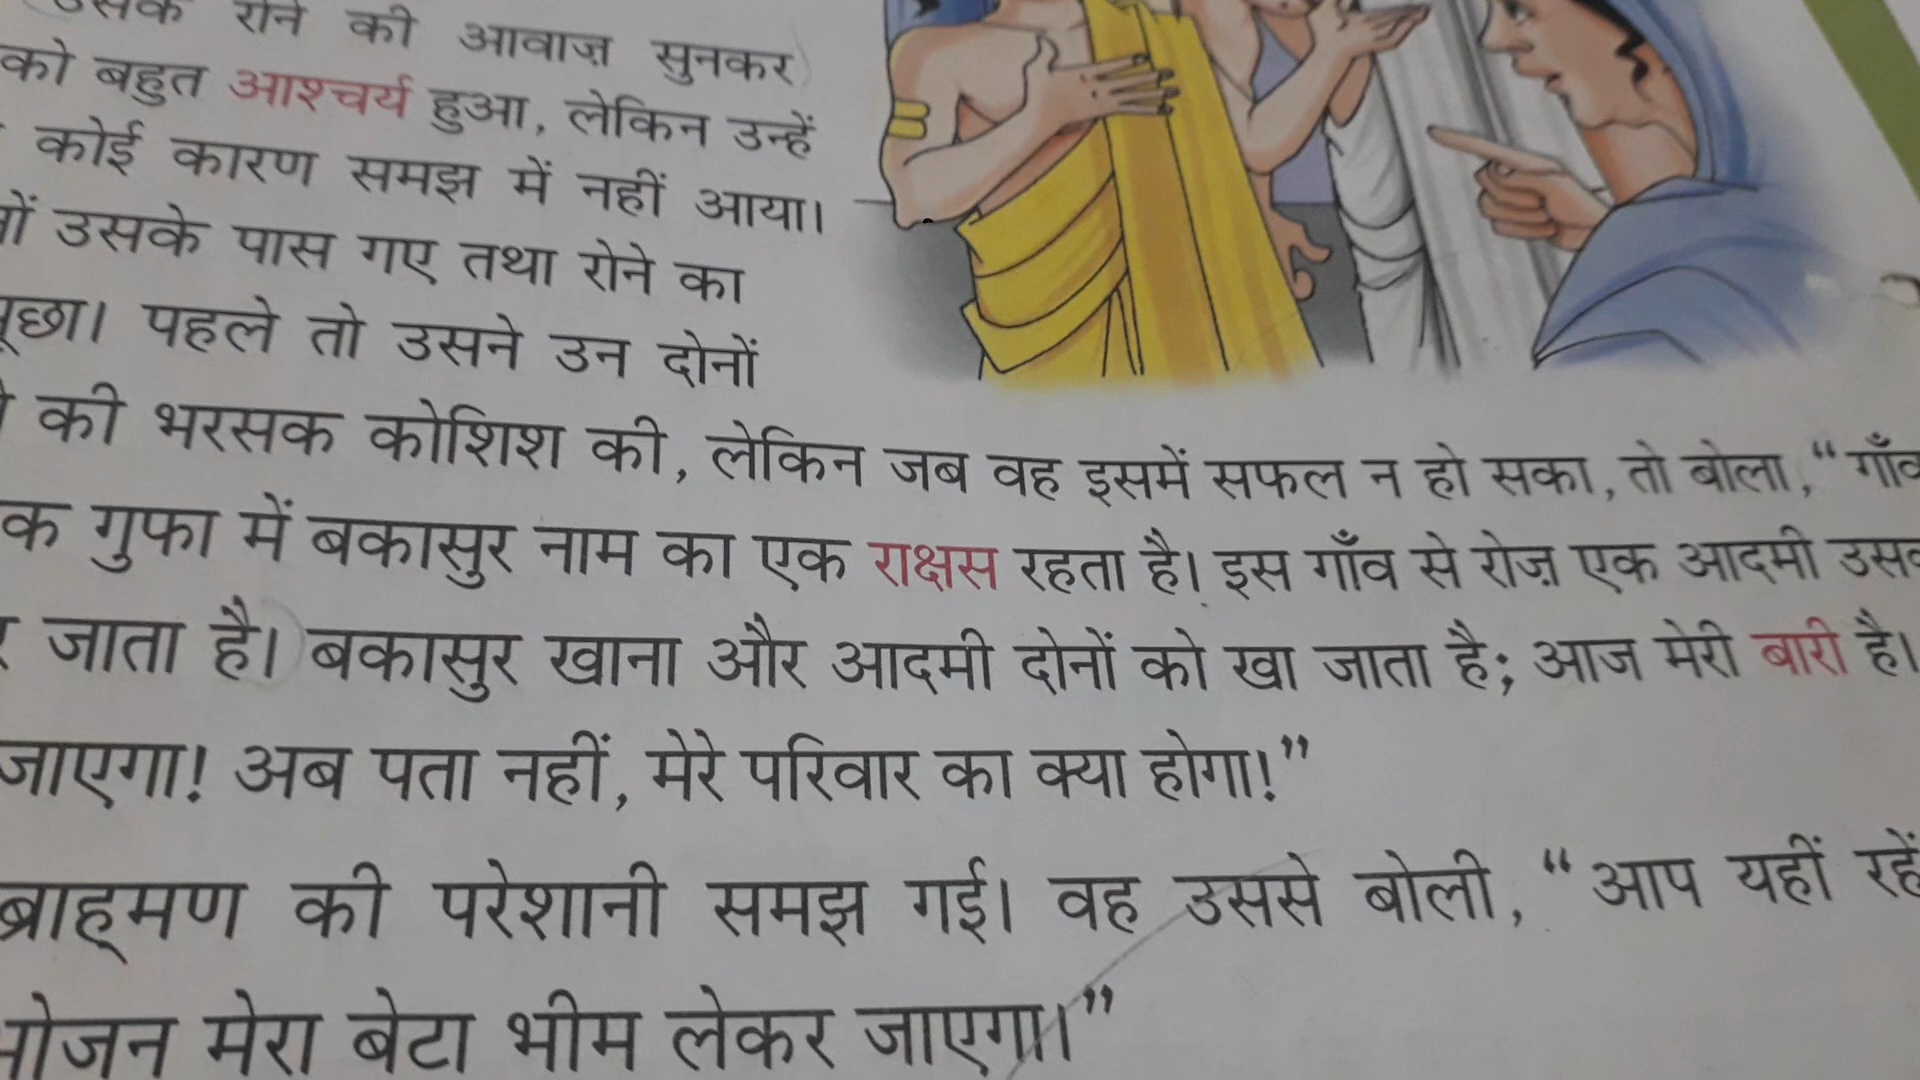 उसके रोने की आवाज़ सुनकर
को बहुत आश्चर्य हुआ, लेकिन उन्हें
कोई कारण समझ में नहीं आया।
उसके पास गए तथा रोने का
पहले तो उसने उन दोनों
की भरसक कोशिश की, लेकिन जब वह इसमें सफल न हो सका, तो बोला, “गाँव
क गुफा में बकासुर नाम का एक राक्षस रहता है। इस गाँव से रोज़ एक आदमी
जाता है। बकासुर खाना और आदमी दोनों को खा जाता है; आज मेरी बारी है।
जाएगा! अब पता नहीं, मेरे परिवार का क्या होगा!”
ब्राह्मण की परेशानी समझ गई। वह उससे बोली, “आप यहीं रहें
मेरा बेटा भीम लेकर जाएगा।”